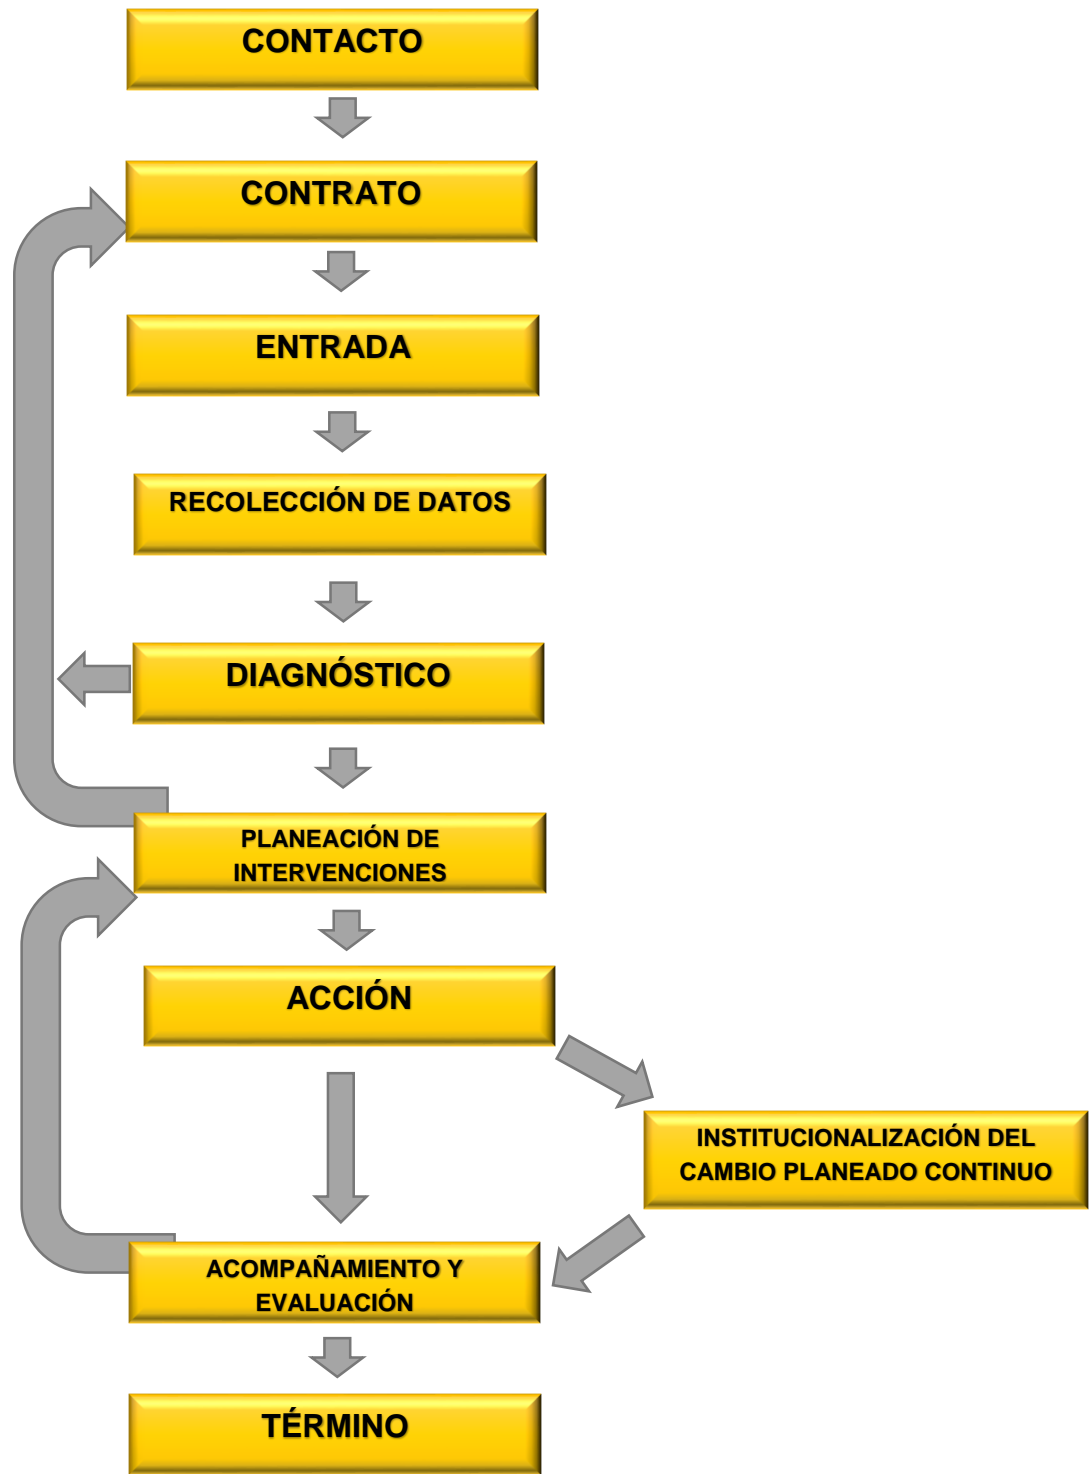 CONTACTO
CONTRATO
ENTRADA
RECOLECCIÓN DE DATOS
DIAGNÓSTICO
PLANEACIÓN DE
INTERVENCIONES
ACCIÓN
INSTITUCIONALIZACIÓN DEL
CAMBIO PLANEADO CONTINUO
ACOMPAÑAMIENTO Y
EVALUACIÓN
TÉRMINO